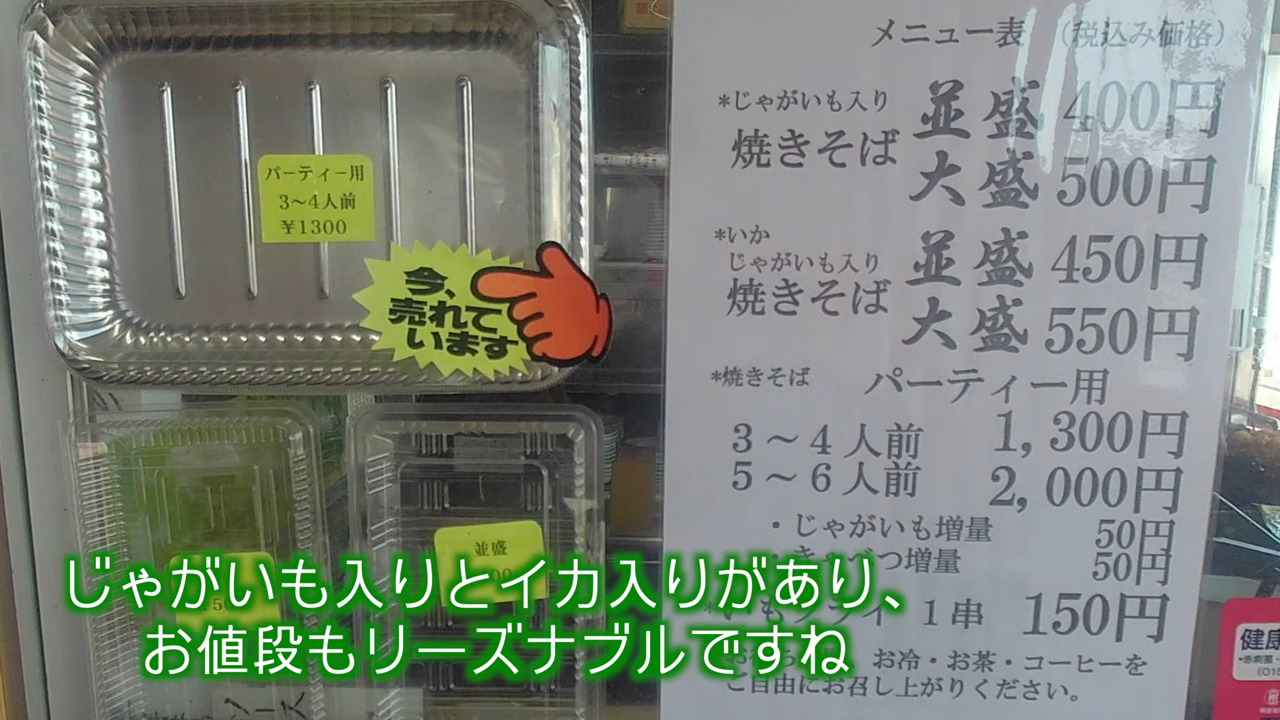 パーティー用
3〜4人前
¥1300
今、
売れて
います
並盛
メニュー表 (税込み価格)
*じゃがいも入り
焼きそば 並盛 400円
大盛 500円
*いか
じゃがいも入り
焼きそば 並盛 450円
大盛 550円
*焼きそば パーティー用
3〜4人前 1,300円
5〜6人前 2,000円
・じゃがいも増量 50円
きゃべつ増量 50円
1串 150円
お冷・お茶・コーヒーを
ご自由にお召し上がりください。
じゃがいも入りとイカ入りがあり、
お値段もリーズナブルですね
ソース
健康